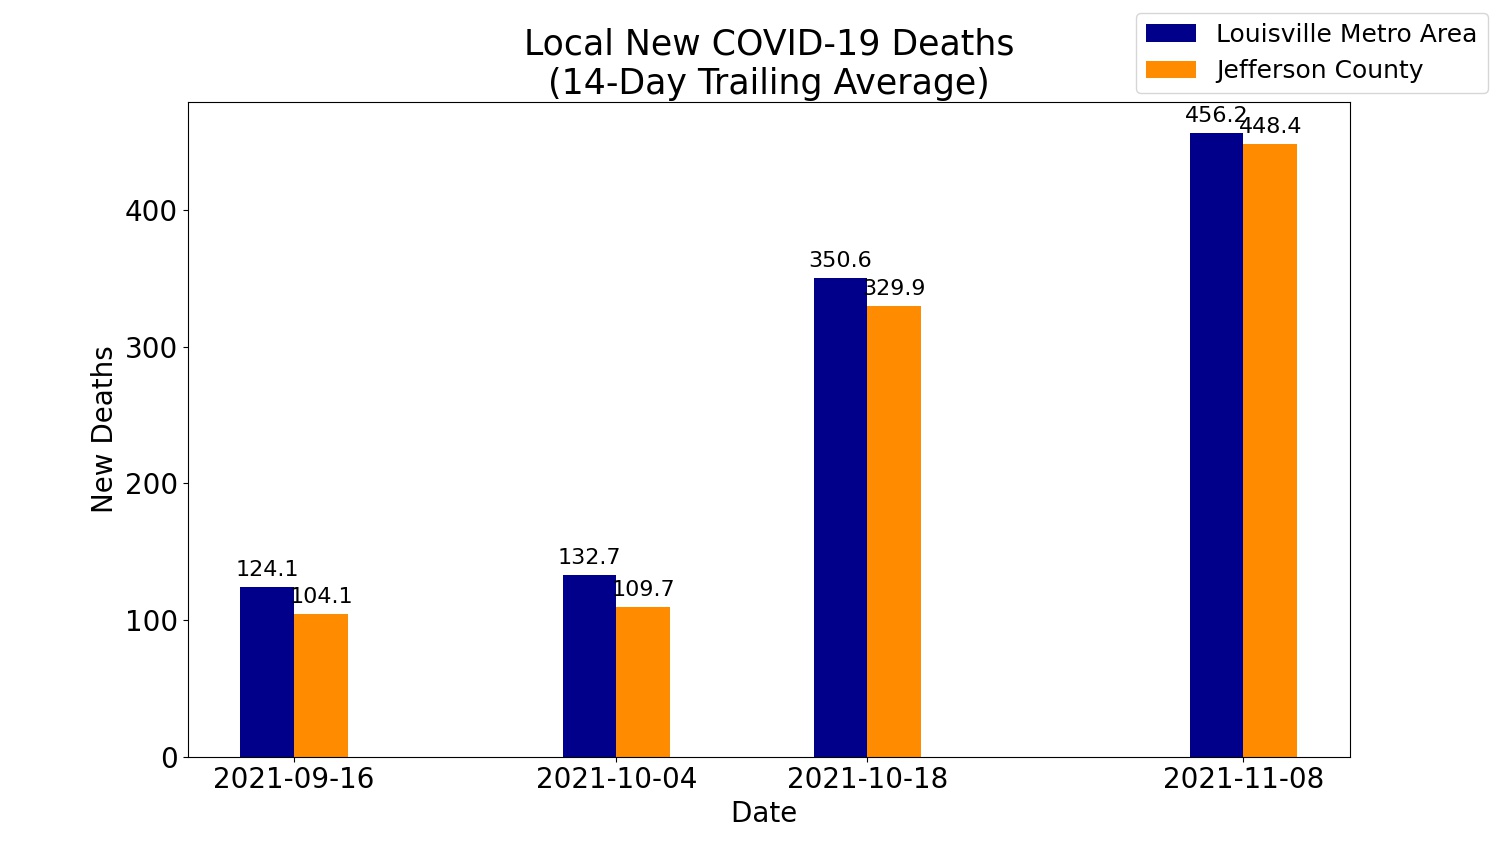 Local New COVID-19 Deaths
(14-Day Trailing Average)
Louisville Metro Area
Jefferson County
New Deaths
400
300
200
100
0
124.1
104.1
132.7
109.7
350.6
329.9
456.2
448.4
2021-09-16
2021-10-04
2021-10-18
2021-11-08
Date